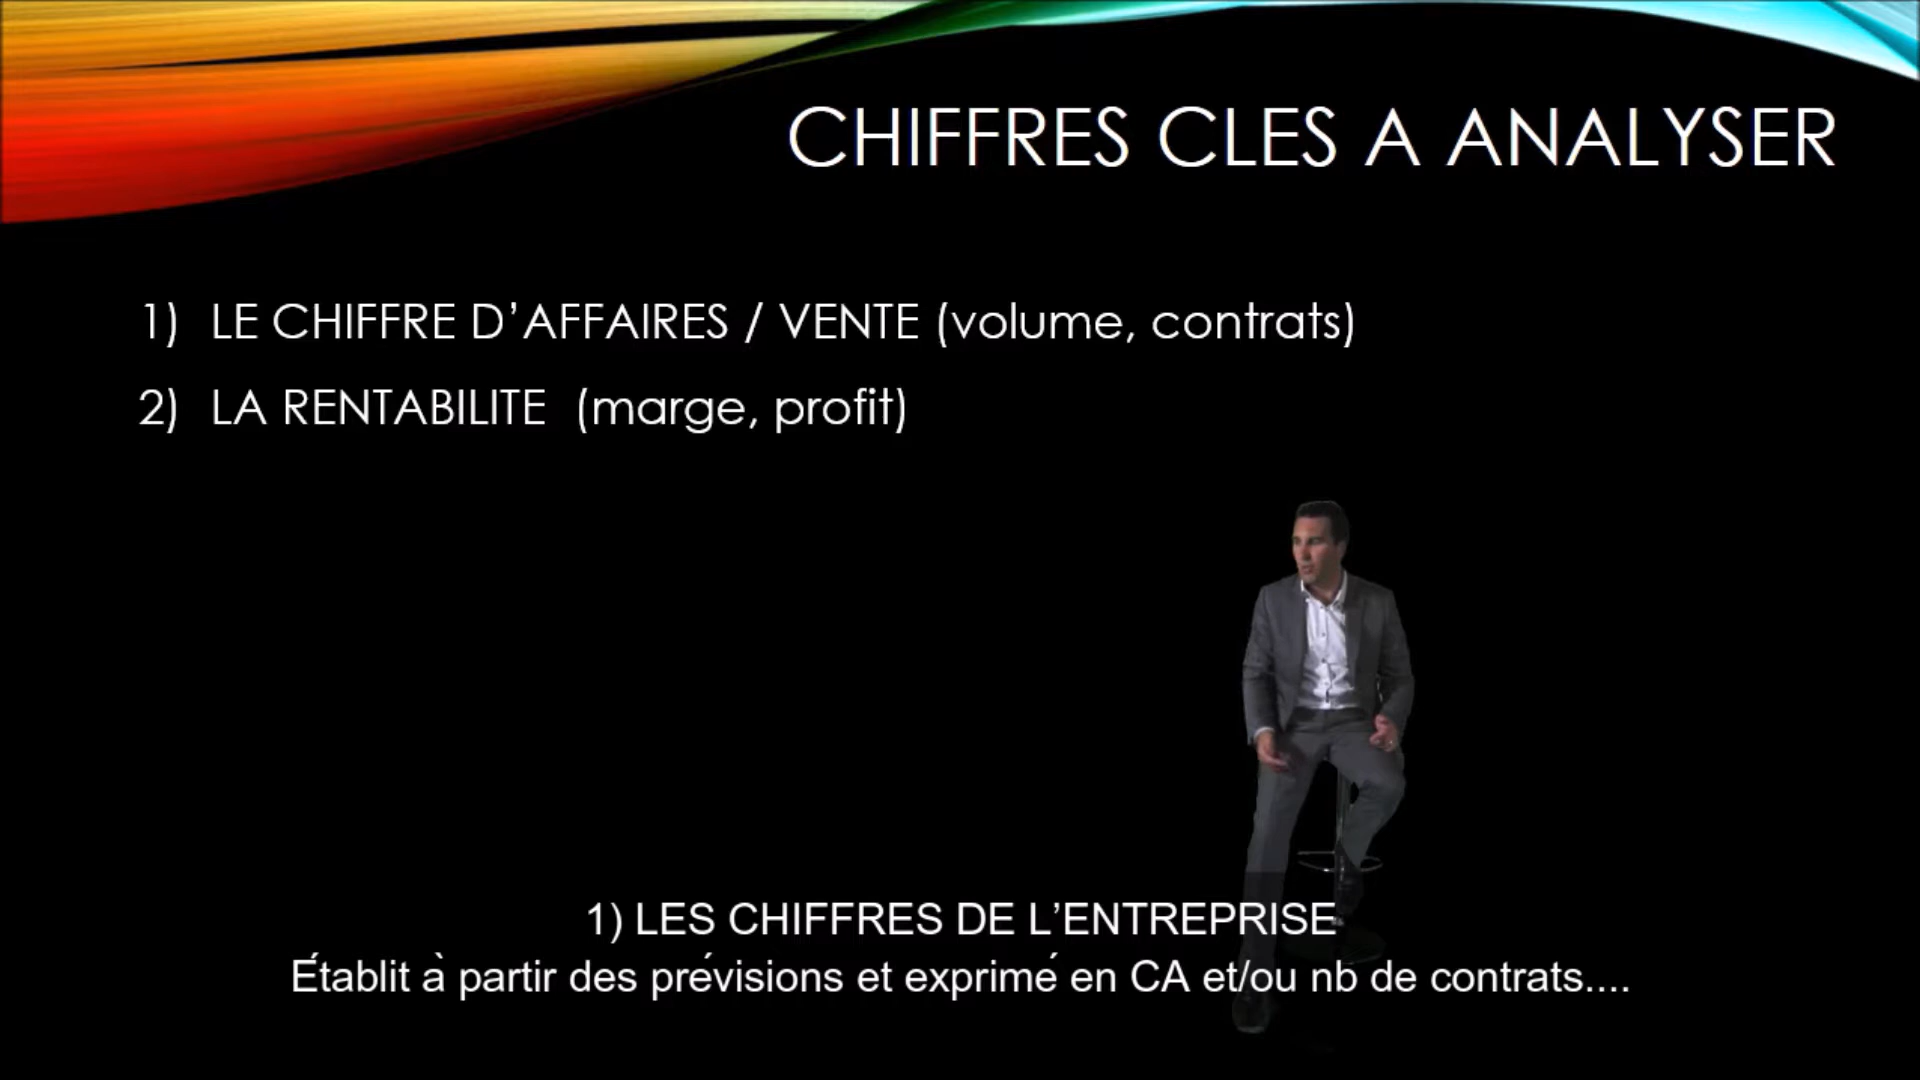 CHIFFRES CLES A ANALYSER
1) LE CHIFFRE D’AFFAIRES / VENTE (volume, contrats)
2) LA RENTABILITE (marge, profit)
1) LES CHIFFRES DE L’ENTREPRISE
Établit à partir des prévisions et exprimé en CA et/ou nb de contrats....